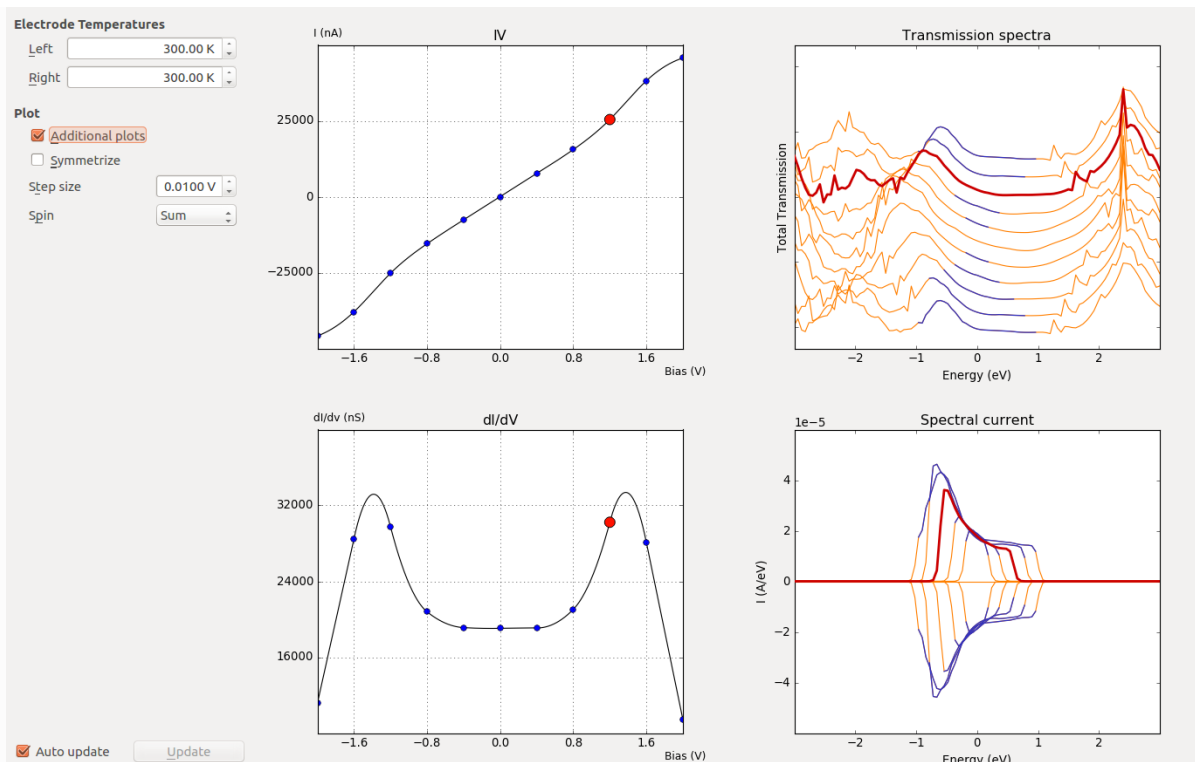 Electrode Temperatures
Left 300.00 K
Right 300.00 K
Plot
Additional plots
Symmetrize
Step size 0.0100 V
Spin Sum
Auto update Update
I (nA) IV
25000
0
−25000
−1.6 −0.8 0.0 0.8 1.6
Bias (V)
Transmission spectra
Total Transmission
−2 −1 0 1 2
Energy (eV)
dI/dv (nS) dI/dV
32000
24000
16000
−1.6 −0.8 0.0 0.8 1.6
Bias (V)
1e−5 Spectral current
I (A/eV)
4
2
0
−2
−4
−2 −1 0 1 2
Energy (eV)